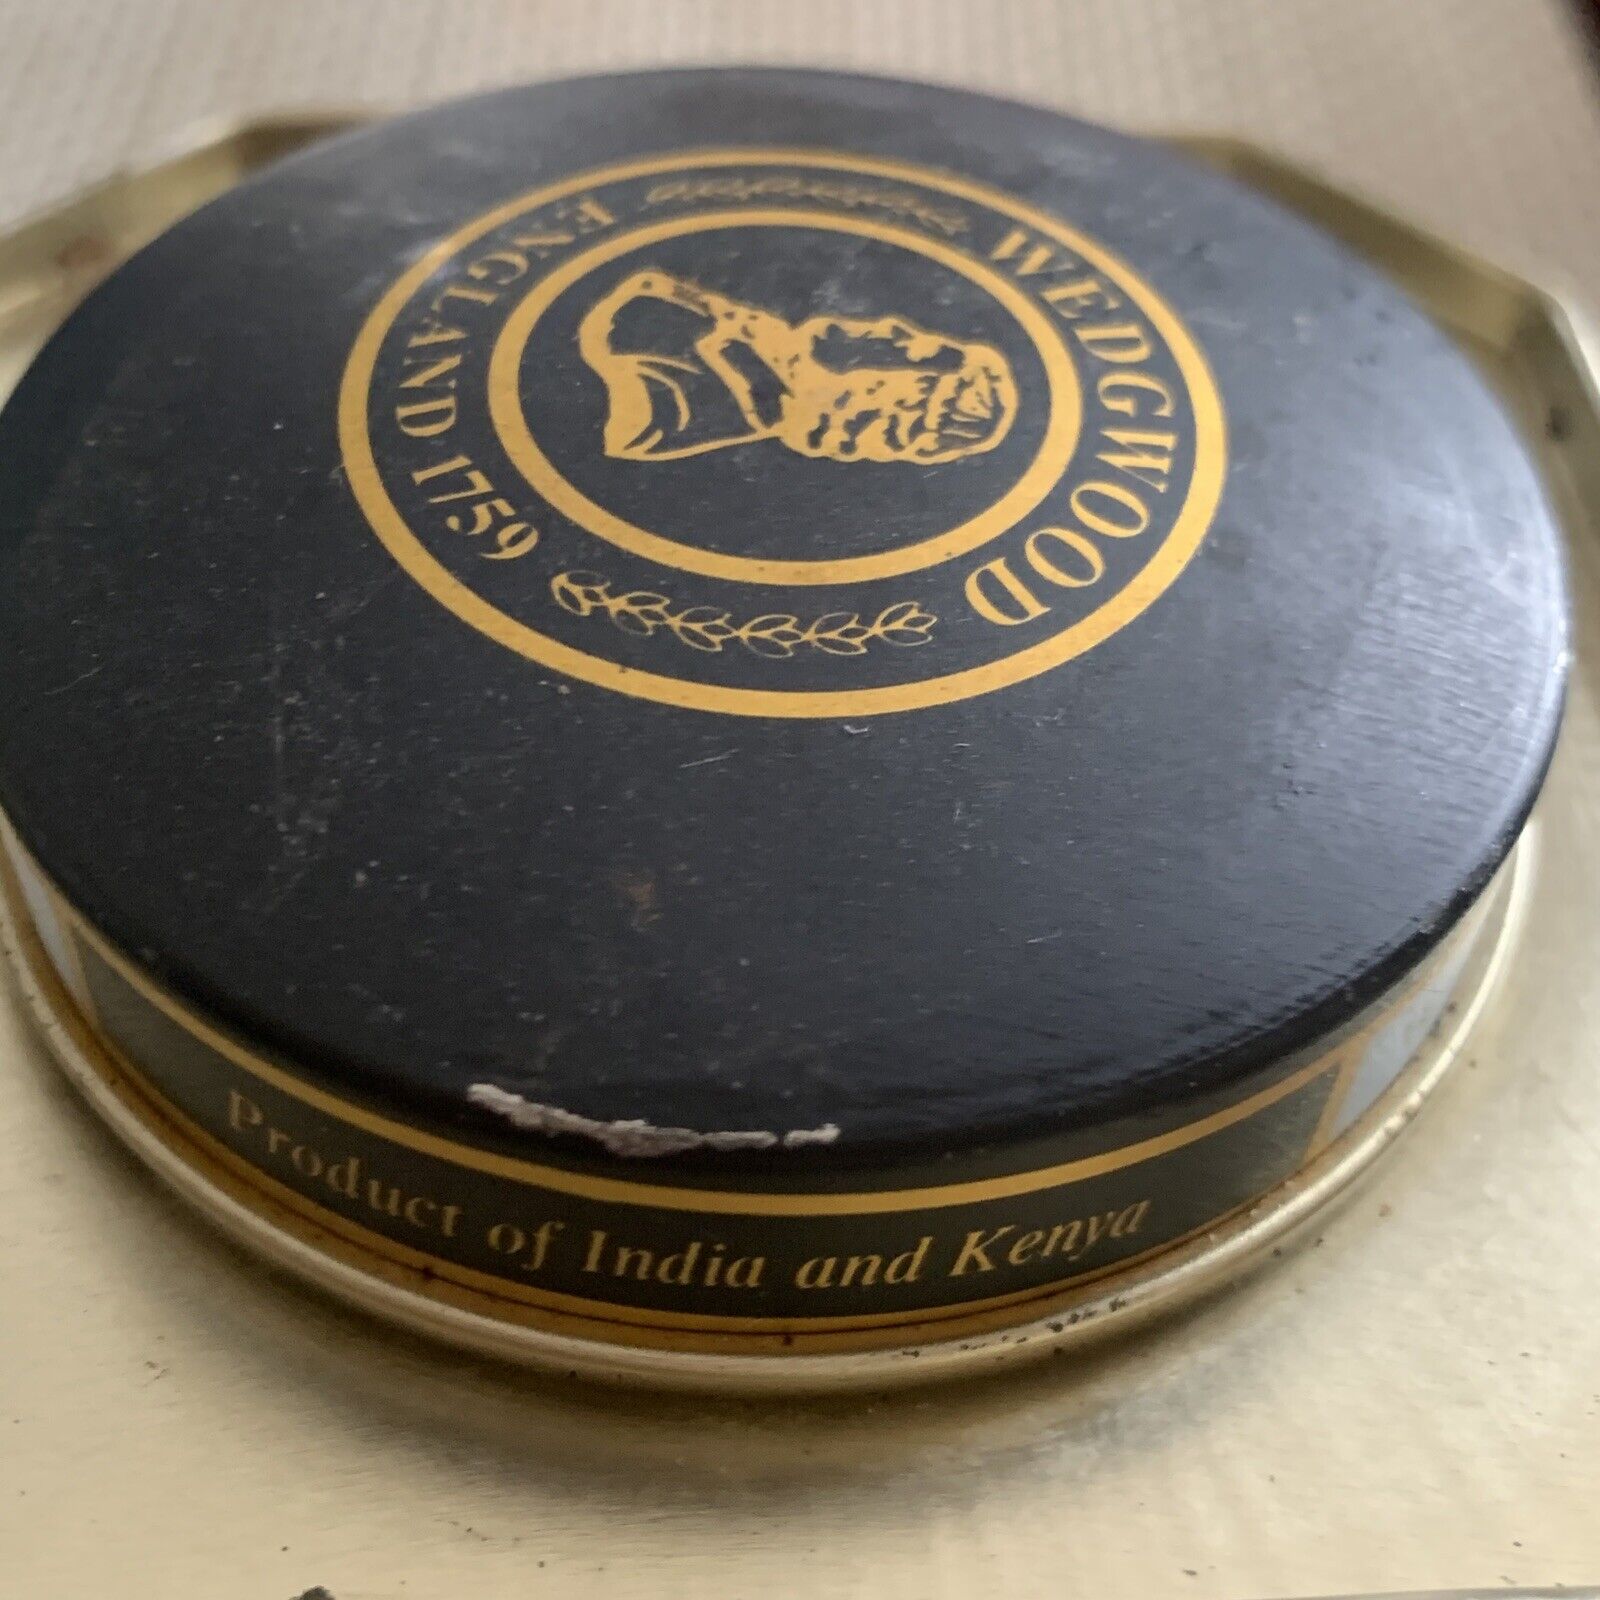 WEDGWOOD
ENGLAND 1759
Product of India and Kenya